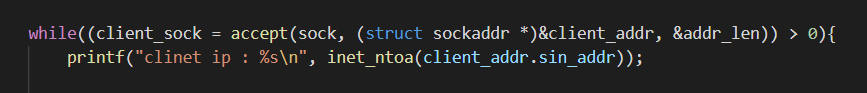 while((client_sock = accept(sock, (struct sockaddr *)&client_addr, &addr_len)) > 0){
printf("clinet ip : %s\n", inet_ntoa(client_addr.sin_addr));